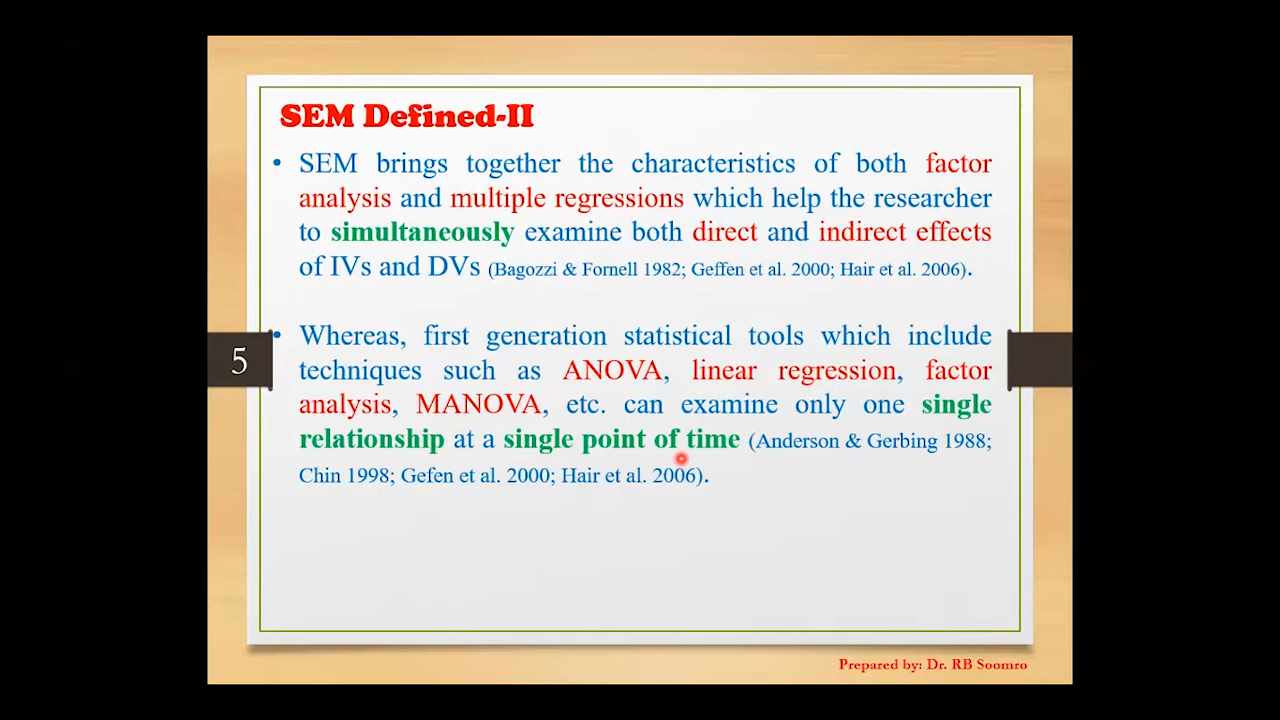 SEM Defined-II
• SEM brings together the characteristics of both factor
analysis and multiple regressions which help the researcher
to simultaneously examine both direct and indirect effects
of IVs and DVs (Bagozzi & Fornell 1982; Geffen et al. 2000; Hair et al. 2006).
• Whereas, first generation statistical tools which include
techniques such as ANOVA, linear regression, factor
analysis, MANOVA, etc. can examine only one single
relationship at a single point of time (Anderson & Gerbing 1988;
Chin 1998; Gefen et al. 2000; Hair et al. 2006).
5
Prepared by: Dr. RB Soomro